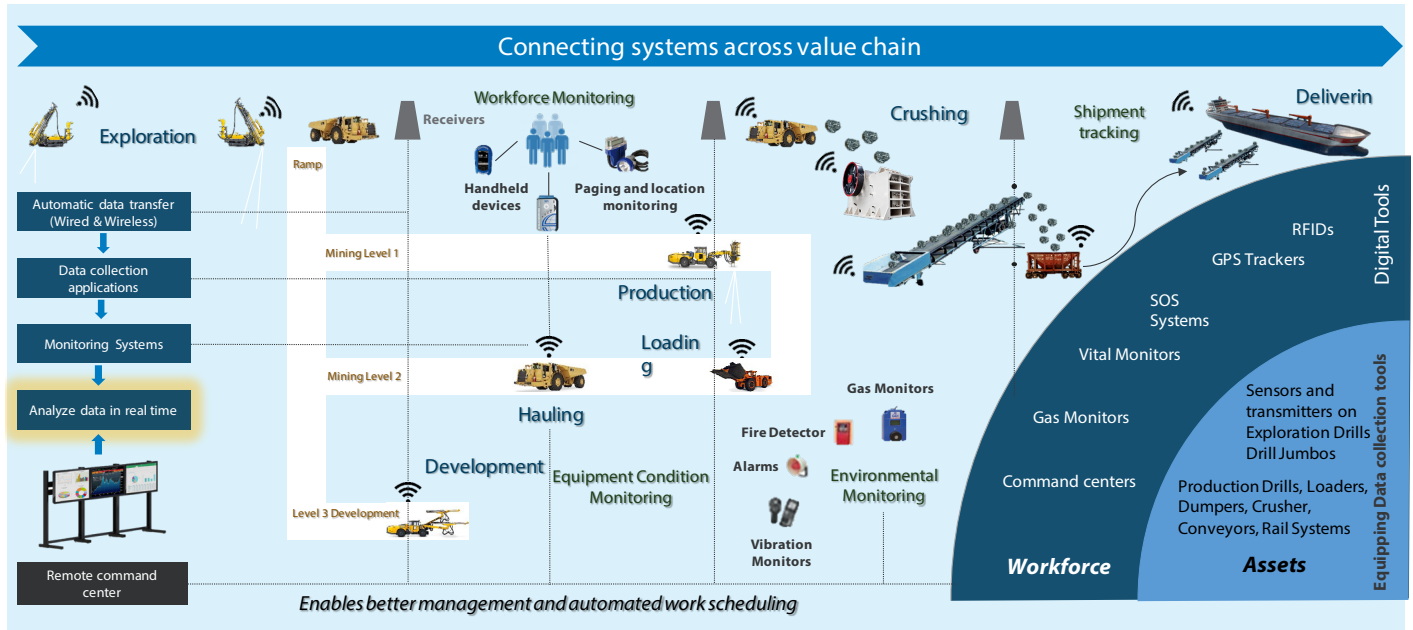 Connecting systems across value chain
Exploration
Receivers
Workforce Monitoring
Handheld
devices
Paging and location
monitoring
Crushing
Shipment
tracking
Deliverin
Ramp
Automatic data transfer
(Wired & Wireless)
Data collection
applications
Monitoring Systems
Analyze data in real time
Remote command
center
Mining Level 1
Production
Loadin
g
Mining Level 2
Hauling
Development
Level 3 Development
Equipment Condition
Monitoring
Gas Monitors
Fire Detector
Alarms
Environmental
Monitoring
Vibration
Monitors
Enables better management and automated work scheduling
RFIDs
GPS Trackers
SOS
Systems
Vital Monitors
Gas Monitors
Command centers
Workforce
Digital Tools
Sensors and
transmitters on
Exploration Drills
Drill Jumbos
Production Drills, Loaders,
Dumpers, Crusher,
Conveyors, Rail Systems
Assets
Equipping Data collection tools